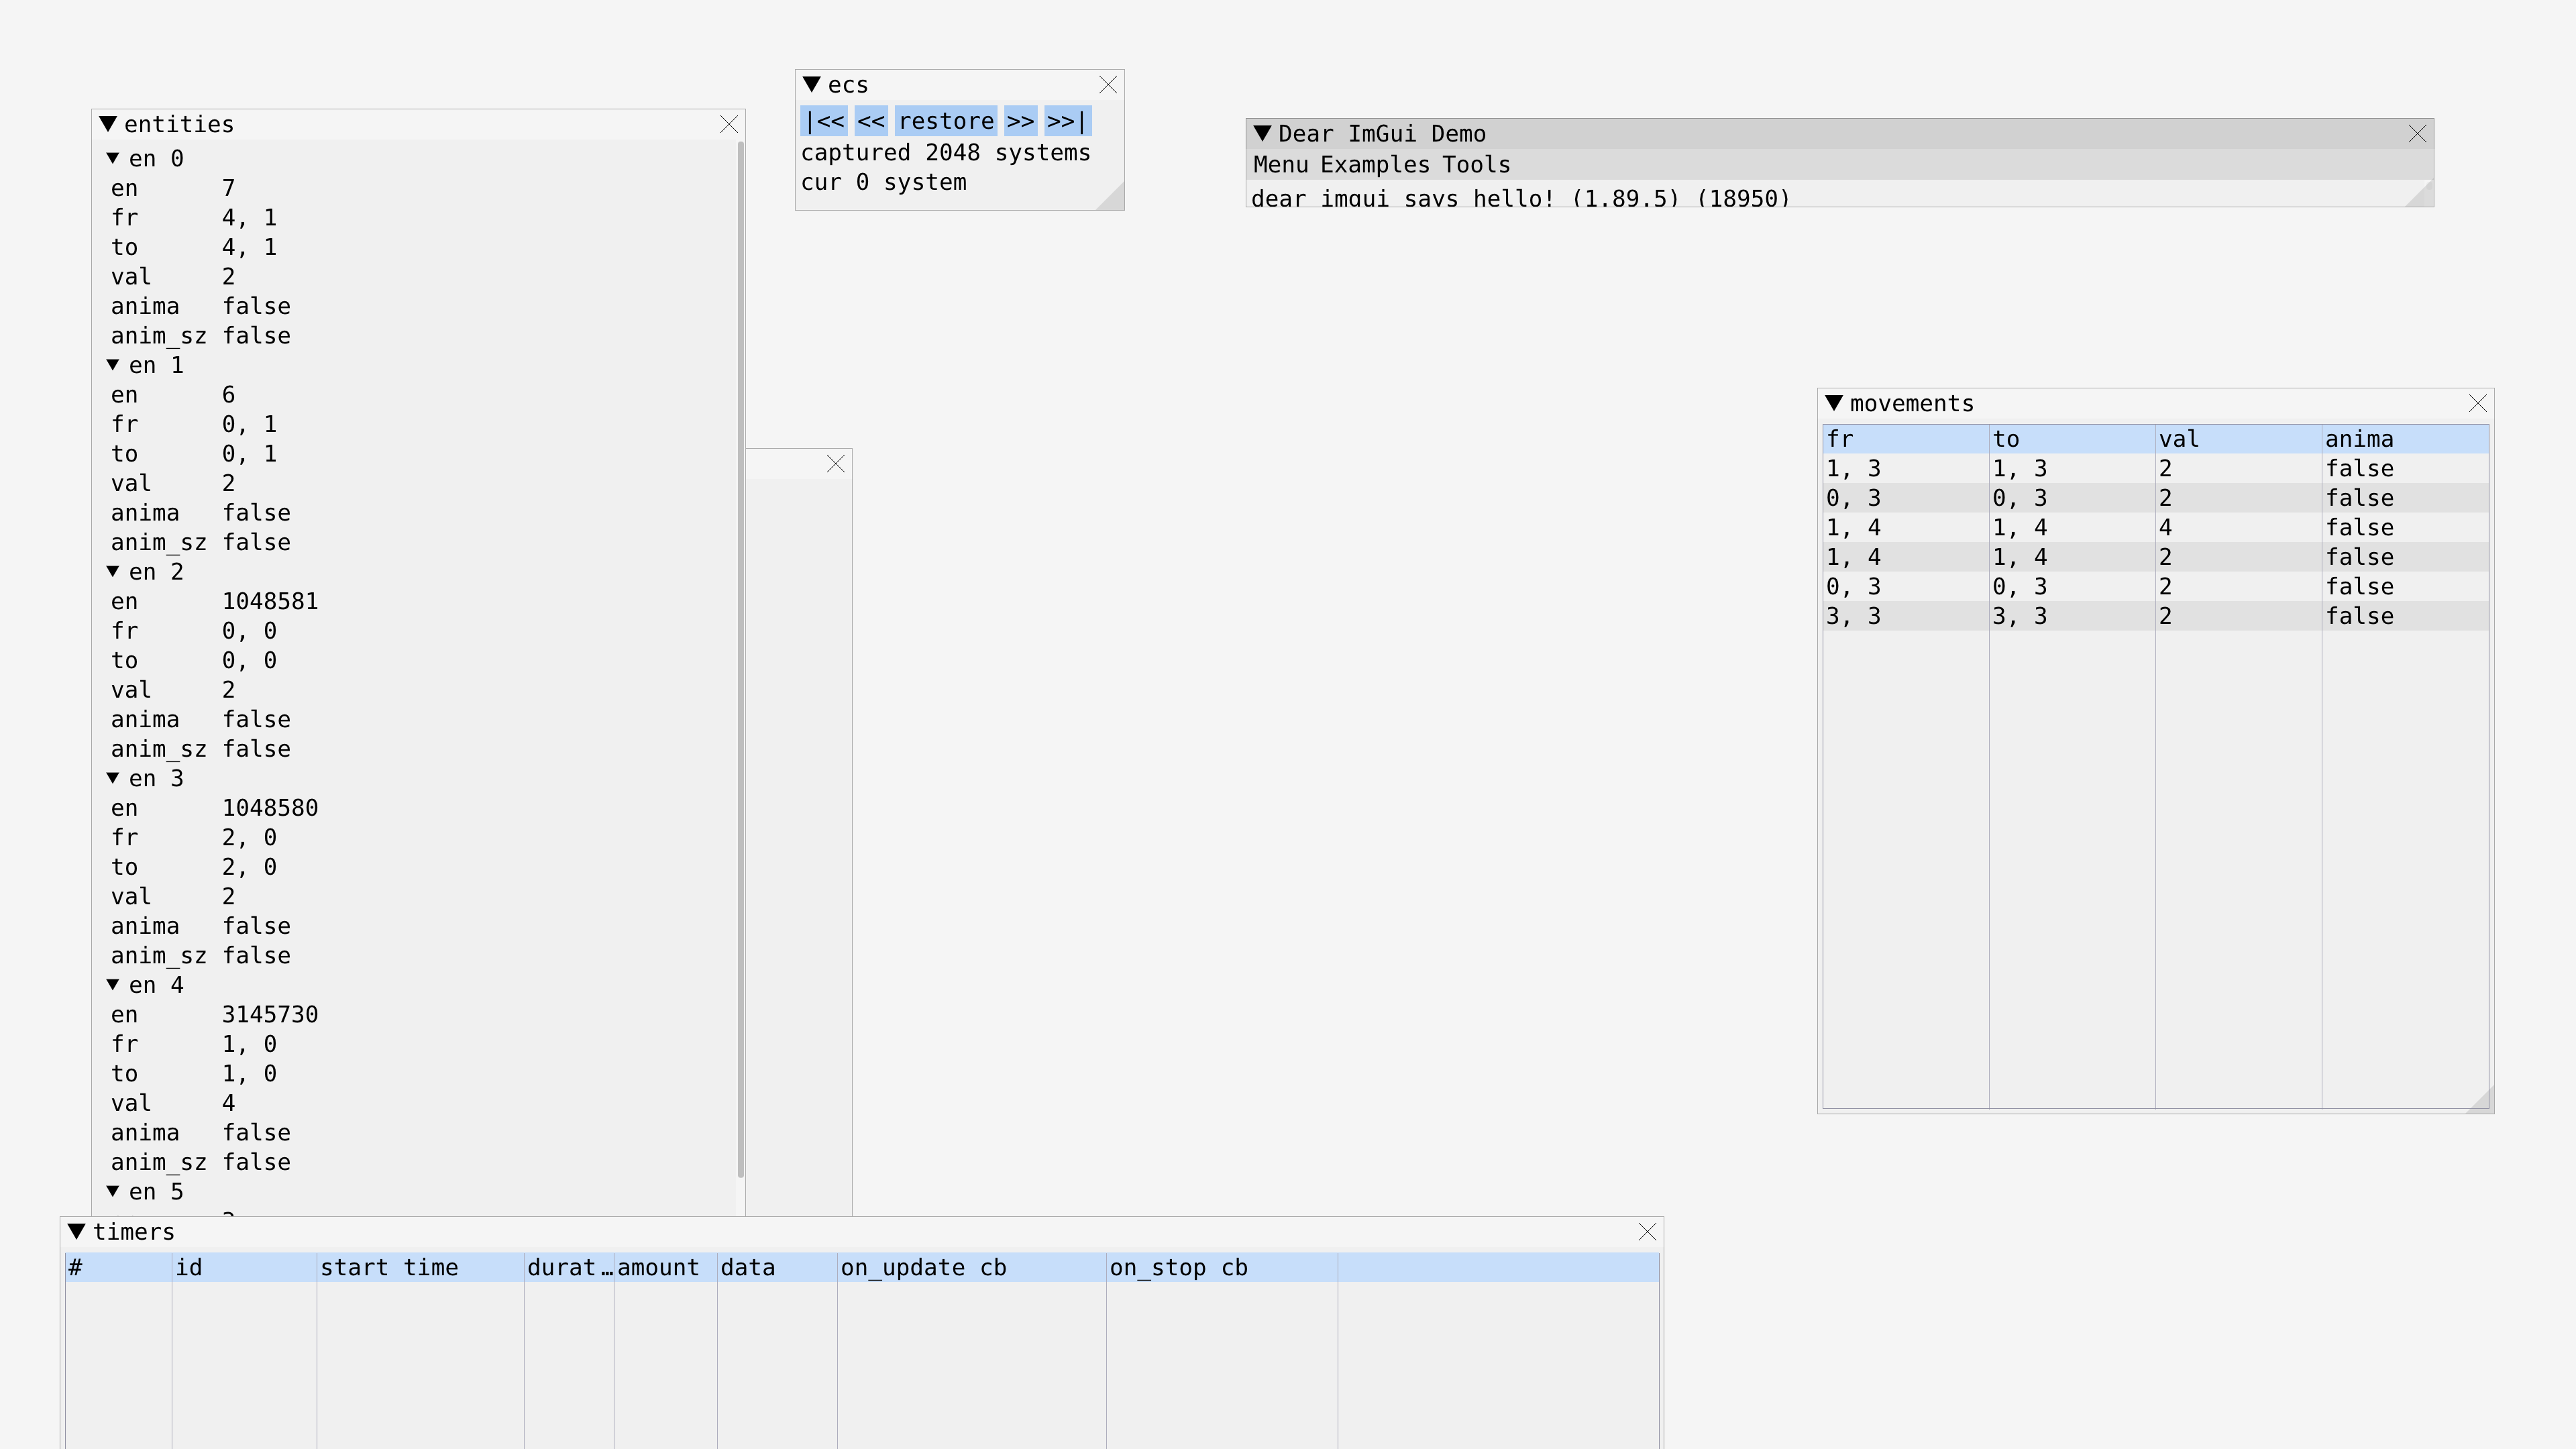 ecs
|<< << restore >> >>|
captured 2048 systems
cur 0 system
entities
en 0
en 7
fr 4, 1
to 4, 1
val 2
anima false
anim_sz false
en 1
en 6
fr 0, 1
to 0, 1
val 2
anima false
anim_sz false
en 2
en 1048581
fr 0, 0
to 0, 0
val 2
anima false
anim_sz false
en 3
en 1048580
fr 2, 0
to 2, 0
val 2
anima false
anim_sz false
en 4
en 3145730
fr 1, 0
to 1, 0
val 4
anima false
anim_sz false
en 5
Dear ImGui Demo
Menu Examples Tools
dear imgui says hello! (1.89.5) (18950)
movements
fr to val anima
1, 3 1, 3 2 false
0, 3 0, 3 2 false
1, 4 1, 4 4 false
1, 4 1, 4 2 false
0, 3 0, 3 2 false
3, 3 3, 3 2 false
timers
# id start time durat… amount data on_update cb on_stop cb